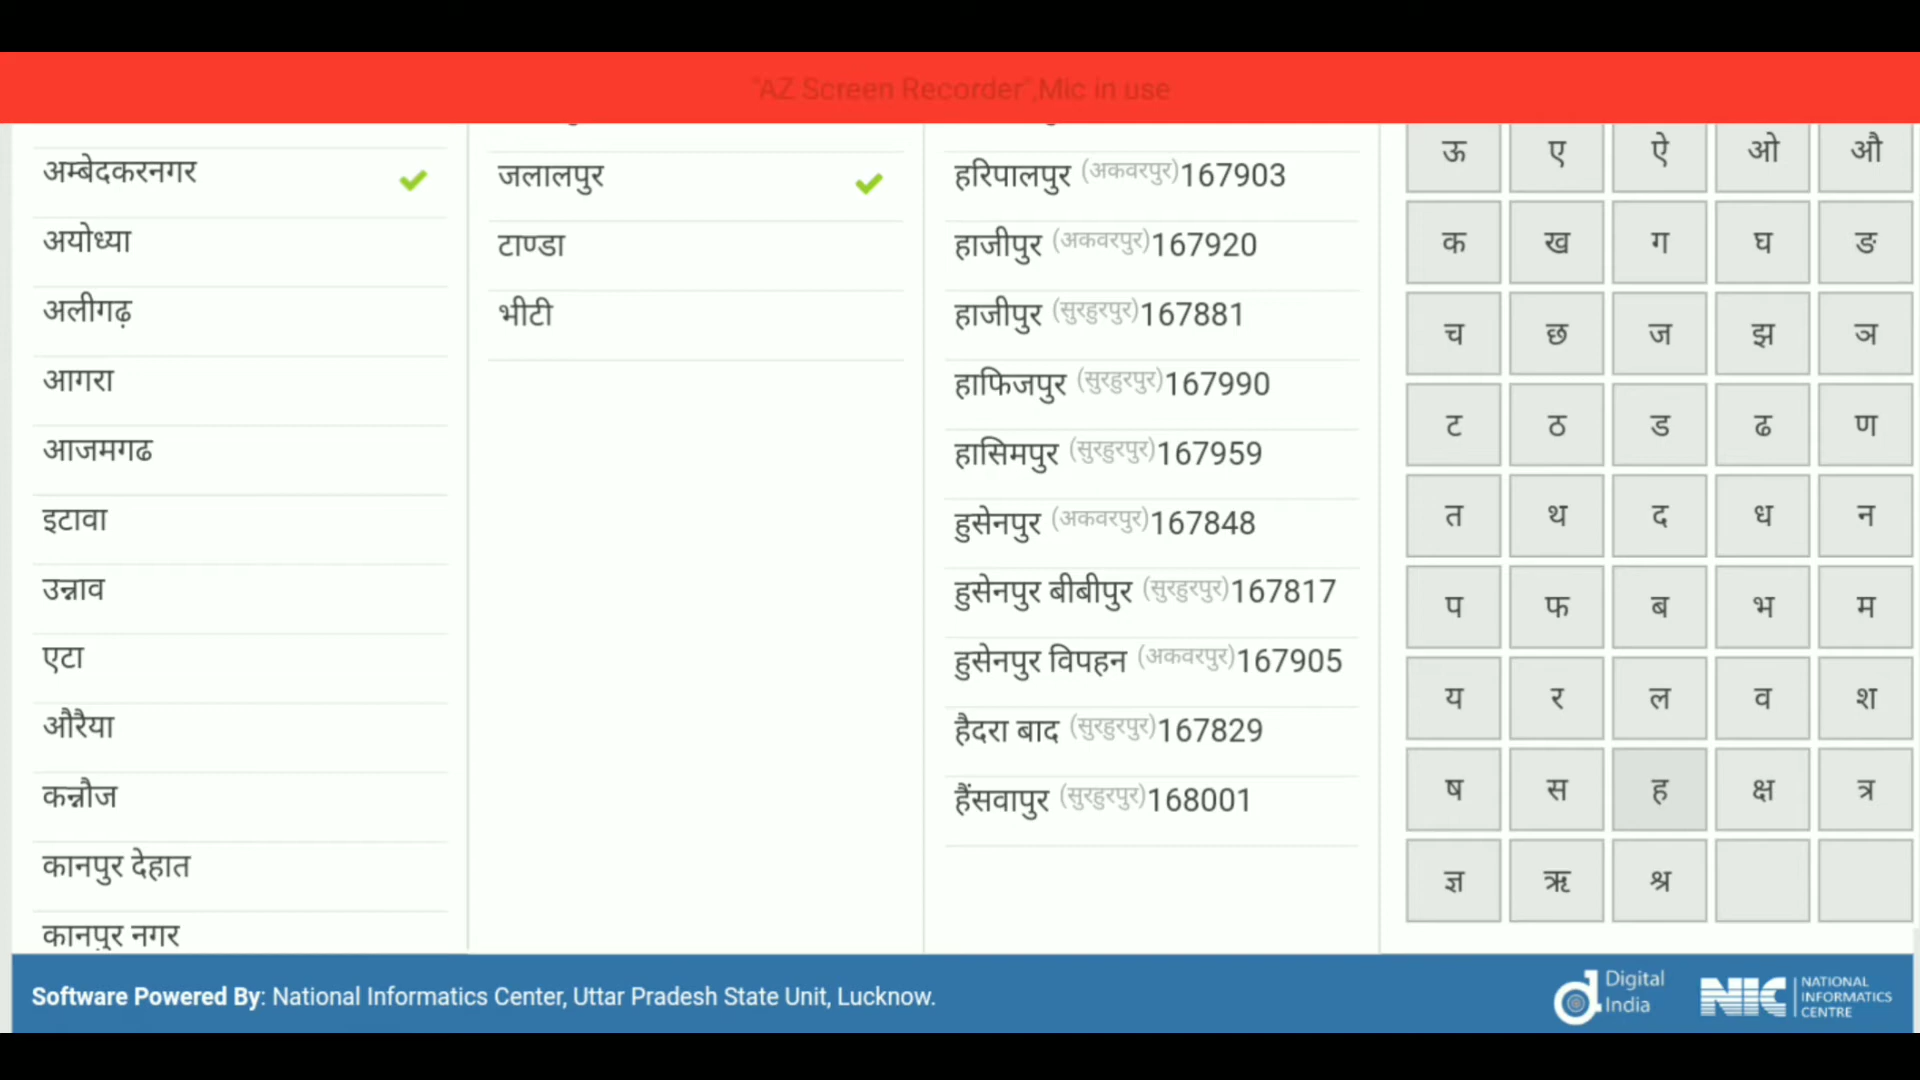 "AZ Screen Recorder",Mic in use
अम्बेदकरनगर
अयोध्या
अलीगढ़
आगरा
आजमगढ
इटावा
उन्नाव
एटा
औरैया
कन्नौज
कानपुर देहात
कानपुर नगर
जलालपुर
टाण्डा
भीटी
हरिपालपुर (अकवरपुर)167903
हाजीपुर (अकवरपुर)167920
हाजीपुर (सुरहुरपुर)167881
हाफिजपुर (सुरहुरपुर)167990
हासिमपुर (सुरहुरपुर)167959
हुसेनपुर (अकवरपुर)167848
हुसेनपुर बीबीपुर (सुरहुरपुर)167817
हुसेनपुर विपहन (अकवरपुर)167905
हैदरा बाद (सुरहुरपुर)167829
हैंसवापुर (सुरहुरपुर)168001
ऊ ए ऐ ओ औ
क ख ग घ ङ
च छ ज झ ञ
ट ठ ड ढ ण
त थ द ध न
प फ ब भ म
य र ल व श
ष स ह क्ष त्र
ज्ञ ऋ श्र
Software Powered By: National Informatics Center, Uttar Pradesh State Unit, Lucknow.
Digital
India
NIC
NATIONAL
INFORMATICS
CENTRE